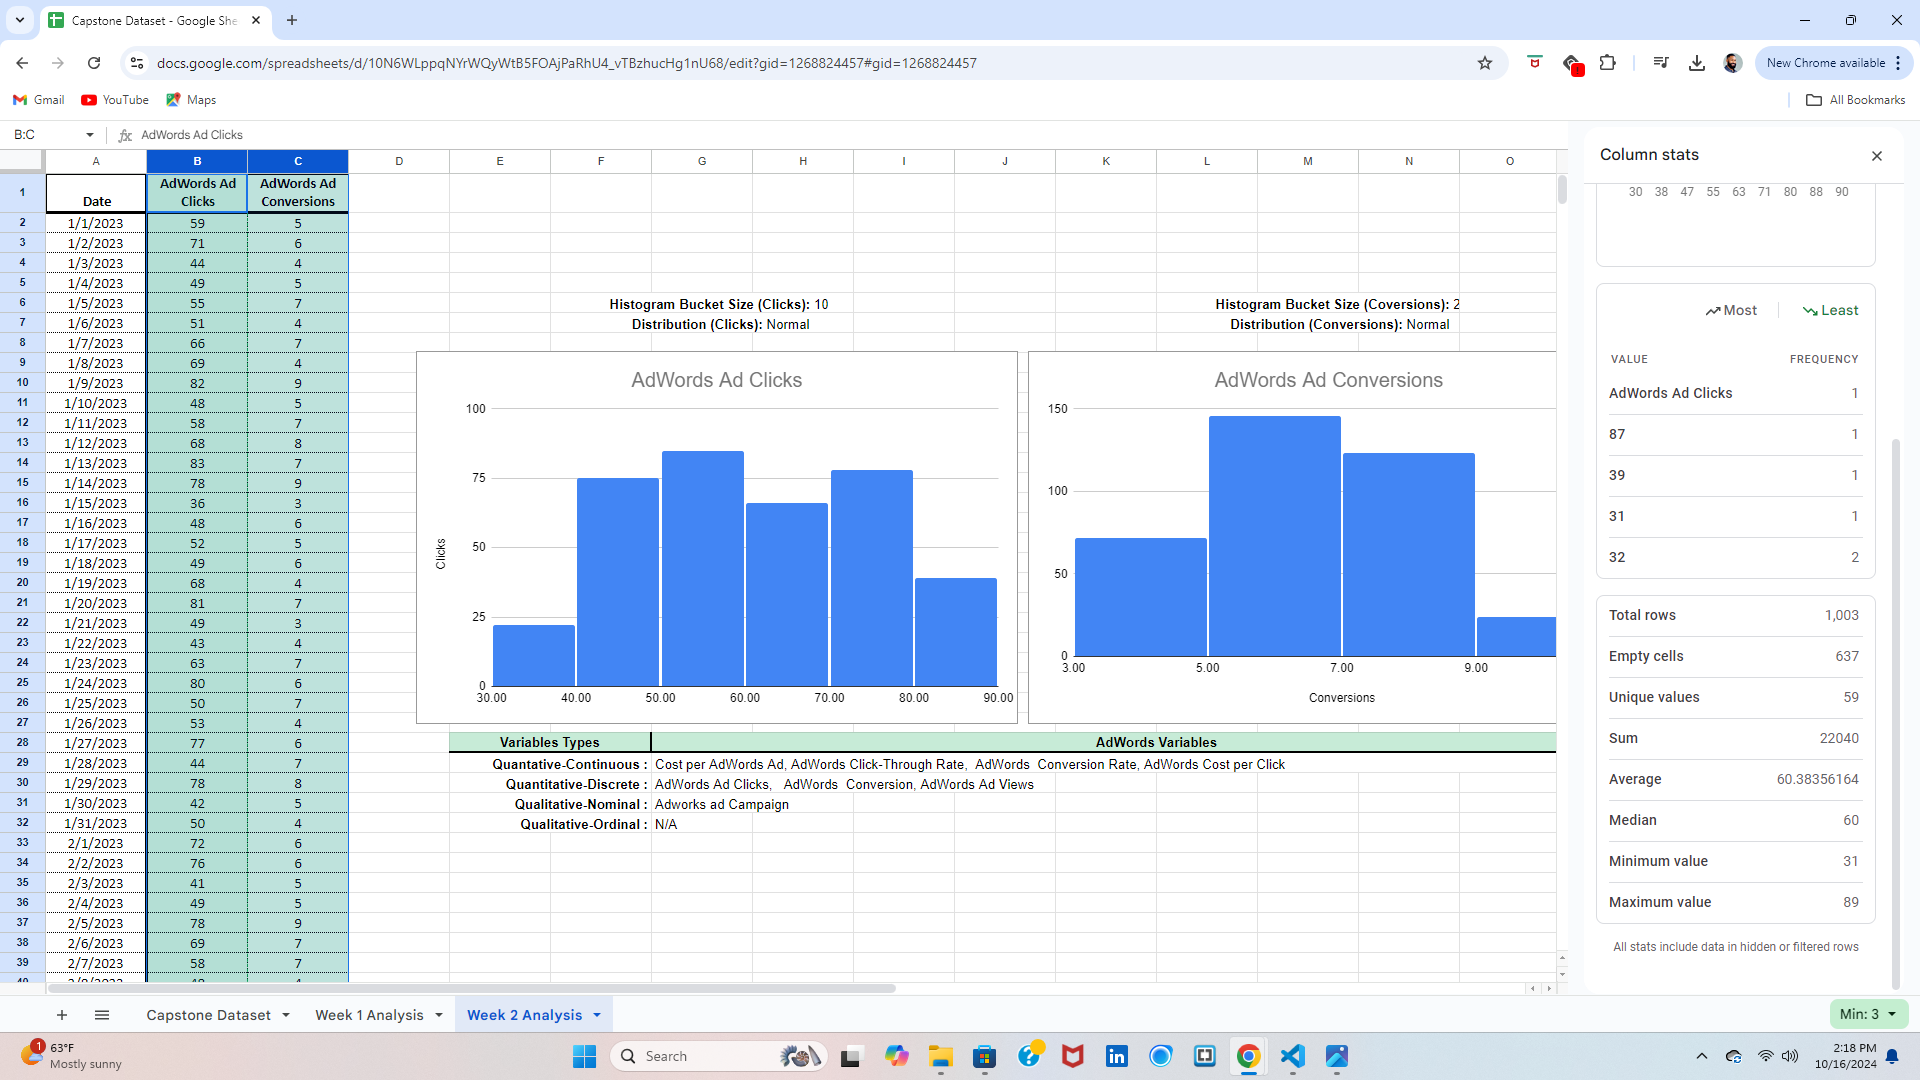 Capstone Dataset - Google She
docs.google.com/spreadsheets/d/10N6WLppqNYrWQyWtB5FOAjPaRhU4_vTBzhucHg1nU68/edit?gid=1268824457#gid=1268824457
New Chrome available
Gmail YouTube Maps All Bookmarks
B:C fx AdWords Ad Clicks
A B C D E F G H I J K L M N O
1 Date AdWords Ad Clicks AdWords Ad Conversions
2 1/1/2023 59 5
3 1/2/2023 71 6
4 1/3/2023 44 4
5 1/4/2023 49 5
6 1/5/2023 55 7
7 1/6/2023 51 4
8 1/7/2023 66 7
9 1/8/2023 69 4
10 1/9/2023 82 9
11 1/10/2023 48 5
12 1/11/2023 58 7
13 1/12/2023 68 8
14 1/13/2023 83 7
15 1/14/2023 78 9
16 1/15/2023 36 3
17 1/16/2023 48 6
18 1/17/2023 52 5
19 1/18/2023 49 6
20 1/19/2023 68 4
21 1/20/2023 81 7
22 1/21/2023 49 3
23 1/22/2023 43 4
24 1/23/2023 63 7
25 1/24/2023 80 6
26 1/25/2023 50 7
27 1/26/2023 53 4
28 1/27/2023 77 6
29 1/28/2023 44 7
30 1/29/2023 78 8
31 1/30/2023 42 5
32 1/31/2023 50 4
33 2/1/2023 72 6
34 2/2/2023 76 6
35 2/3/2023 41 5
36 2/4/2023 49 5
37 2/5/2023 78 9
38 2/6/2023 69 7
39 2/7/2023 58 7
Histogram Bucket Size (Clicks): 10
Distribution (Clicks): Normal
Histogram Bucket Size (Coversions): 2
Distribution (Conversions): Normal
AdWords Ad Clicks
100
75
50
25
0
Clicks
30.00 40.00 50.00 60.00 70.00 80.00 90.00
AdWords Ad Conversions
150
100
50
0
3.00 5.00 7.00 9.00
Conversions
Variables Types AdWords Variables
Quantative-Continuous : Cost per AdWords Ad, AdWords Click-Through Rate, AdWords Conversion Rate, AdWords Cost per Click
Quantitative-Discrete : AdWords Ad Clicks, AdWords Conversion, AdWords Ad Views
Qualitative-Nominal : Adworks ad Campaign
Qualitative-Ordinal : N/A
Column stats
30 38 47 55 63 71 80 88 90
Most Least
VALUE FREQUENCY
AdWords Ad Clicks 1
87 1
39 1
31 1
32 2
Total rows 1,003
Empty cells 637
Unique values 59
Sum 22040
Average 60.38356164
Median 60
Minimum value 31
Maximum value 89
All stats include data in hidden or filtered rows
Capstone Dataset Week 1 Analysis Week 2 Analysis Min: 3
1 63°F
Mostly sunny
Search
2:18 PM
10/16/2024